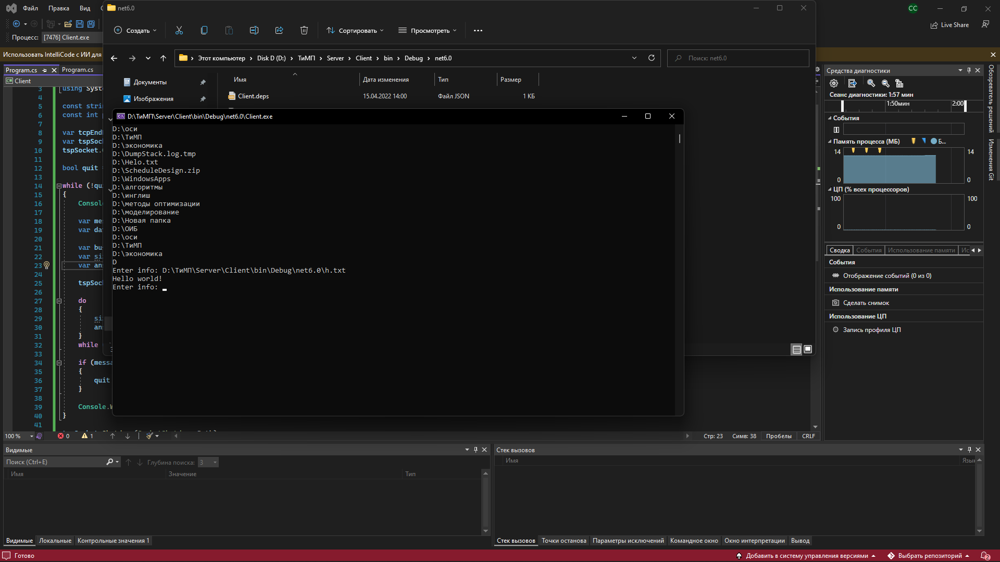 Файл Правка Вид
Процесс: [7476] Client.exe
Использовать IntelliCode с ИИ для
Program.cs Program.cs
C# Client
net6.0
Создать Сортировать Просмотреть
Этот компьютер > Disk D (D:) > ТиМП > Server > Client > bin > Debug > net6.0
Поиск: net6.0
Документы
Изображения
Имя Дата изменения Тип Размер
Client.deps 15.04.2022 14:00 Файл JSON 1 КБ
CC
Live Share
3 using Syst
4
5 const stri
6 const int
7
8 var tcpEnd
9 var tspSoc
10 tspSocket.
11
12 bool quit
13
14 while (!qu
15 {
16 Consol
17
18 var me
19 var da
20
21 var bu
22 var si
23 var an
24
25 tspSoc
26
27 do
28 {
29 si
30 an
31 }
32 while
33
34 if (messa
35 {
36 quit
37 }
38
39 Console.W
40 }
41
D:\ТиМП\Server\Client\bin\Debug\net6.0\Client.exe
D:\оси
D:\ТиМП
D:\экономика
D:\DumpStack.log.tmp
D:\Helo.txt
D:\ScheduleDesign.zip
D:\WindowsApps
D:\алгоритмы
D:\инглиш
D:\методы оптимизации
D:\моделирование
D:\Новая папка
D:\ОИБ
D:\оси
D:\ТиМП
D:\экономика
D
Enter info: D:\ТиМП\Server\Client\bin\Debug\net6.0\h.txt
Hello world!
Enter info:
Средства диагностики
Сеанс диагностики: 1:57 мин
1:50мин 2:00
События
Память процесса (МБ) Б...
14 14
0 0
ЦП (% всех процессоров)
100 100
0 0
Сводка События Использование памяти Ис
События
Отображение событий (0 из 0)
Использование памяти
Сделать снимок
Использование ЦП
Запись профиля ЦП
Обозреватель решений
Изменения Git
100 % 0 1
Стр: 23 Симв: 38 Пробелы CRLF
Видимые
Поиск (Ctrl+E) Глубина поиска: 3
Имя Значение Тип
Видимые Локальные Контрольные значения 1
Стек вызовов
Имя Язы
Стек вызовов Точки останова Параметры исключений Командное окно Окно интерпретации Вывод
Готово
Добавить в систему управления версиями Выбрать репозиторий 2